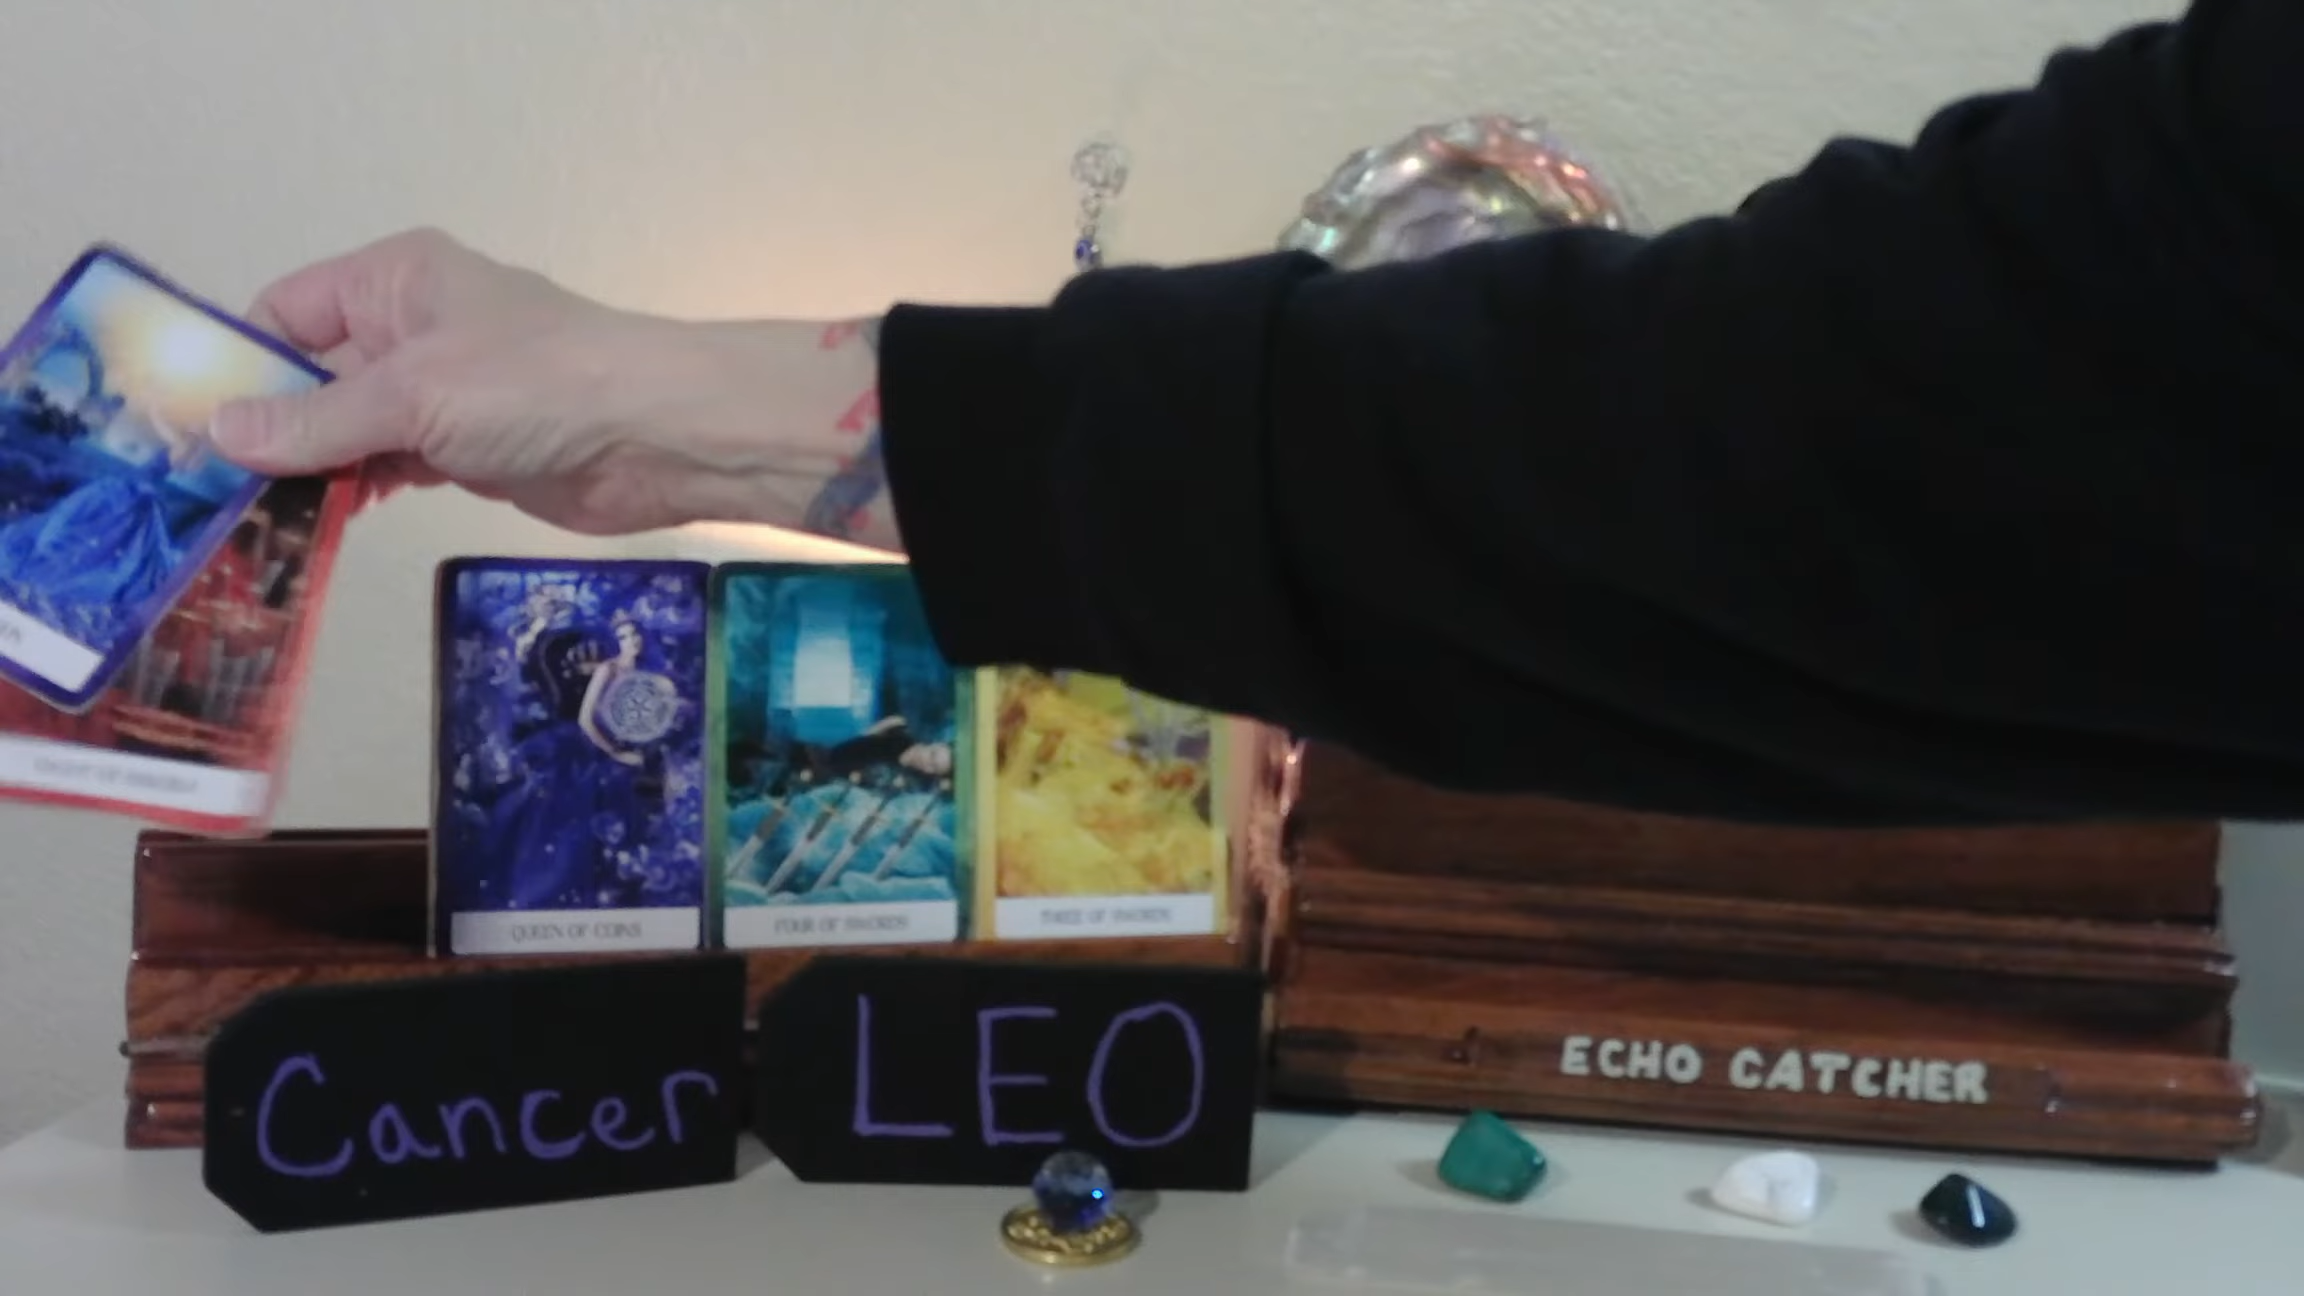 QUEEN OF COINS
FOUR OF SWORDS
THREE OF SWORDS
Cancer
LEO
ECHO CATCHER